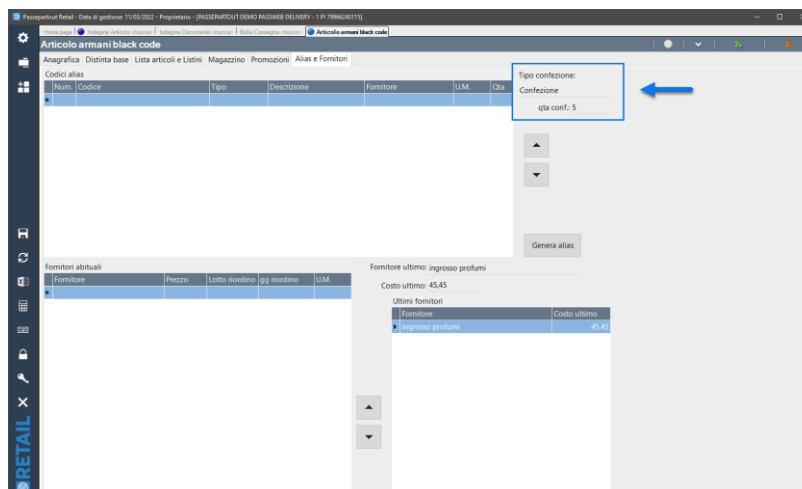 Passepartout Retail - Data di gestione: 11/03/2022 - Proprietario - [PASSEPARTOUT DEMO PASSWEB DELIVERY - 1 PI 79966240115]
Home page Indagine Articolo (nuovo) Indagine Documento (nuovo) Bolla Consegna (nuovo) Articolo armani black code
Articolo armani black code
Anagrafica Distinta base Lista articoli e Listini Magazzino Promozioni Alias e Fornitori
Codici alias
Num. Codice Tipo Descrizione Fornitore U.M. Qta
Tipo confezione:
Confezione
qta conf.: 5
Genera alias
Fornitori abituali
Fornitore Prezzo Lotto riordino gg riordino U.M.
Fornitore ultimo: ingrosso profumi
Costo ultimo: 45,45
Ultimi fornitori
Fornitore Costo ultimo
ingrosso profumi 45,45
RETAIL